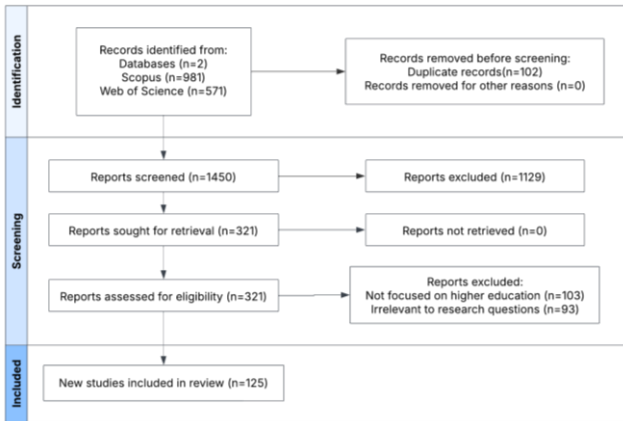 Identification
Records identified from:
Databases (n=2)
Scopus (n=981)
Web of Science (n=571)
Records removed before screening:
Duplicate records(n=102)
Records removed for other reasons (n=0)
Screening
Reports screened (n=1450)
Reports excluded (n=1129)
Reports sought for retrieval (n=321)
Reports not retrieved (n=0)
Reports assessed for eligibility (n=321)
Reports excluded:
Not focused on higher education (n=103)
Irrelevant to research questions (n=93)
Included
New studies included in review (n=125)